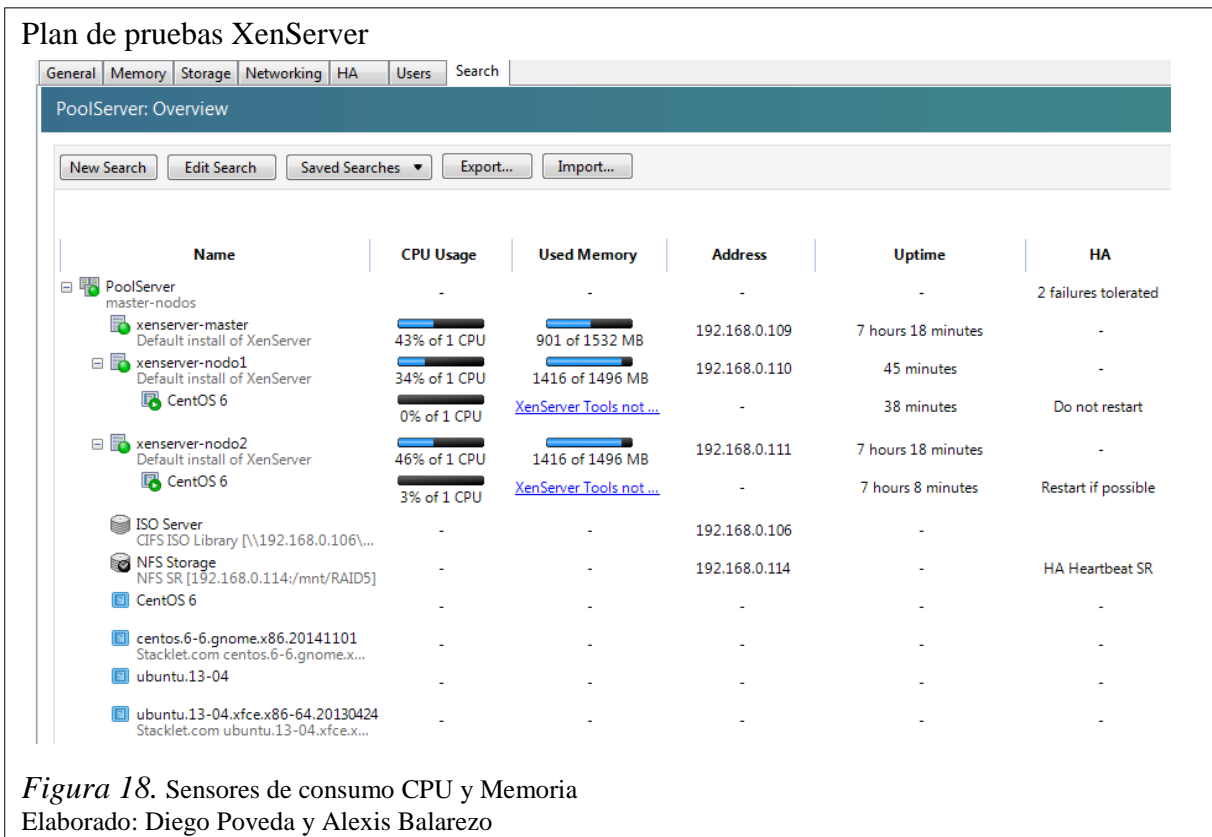 Plan de pruebas XenServer
General Memory Storage Networking HA Users Search
PoolServer: Overview
New Search Edit Search Saved Searches Export... Import...
Name CPU Usage Used Memory Address Uptime HA
PoolServer - - - - 2 failures tolerated
master-nodos
xenserver-master 192.168.0.109 7 hours 18 minutes -
Default install of XenServer 43% of 1 CPU 901 of 1532 MB
xenserver-nodo1 192.168.0.110 45 minutes -
Default install of XenServer 34% of 1 CPU 1416 of 1496 MB
CentOS 6 0% of 1 CPU XenServer Tools not ... - 38 minutes Do not restart
xenserver-nodo2 192.168.0.111 7 hours 18 minutes -
Default install of XenServer 46% of 1 CPU 1416 of 1496 MB
CentOS 6 3% of 1 CPU XenServer Tools not ... - 7 hours 8 minutes Restart if possible
ISO Server - - 192.168.0.106 -
CIFS ISO Library [\\192.168.0.106\...
NFS Storage - - 192.168.0.114 - HA Heartbeat SR
NFS SR [192.168.0.114:/mnt/RAID5]
CentOS 6 - - - - -
centos.6-6.gnome.x86.20141101 - - - - -
Stacklet.com centos.6-6.gnome.x...
ubuntu.13-04 - - - - -
ubuntu.13-04.xfce.x86-64.20130424 - - - - -
Stacklet.com ubuntu.13-04.xfce.x...
Figura 18. Sensores de consumo CPU y Memoria
Elaborado: Diego Poveda y Alexis Balarezo